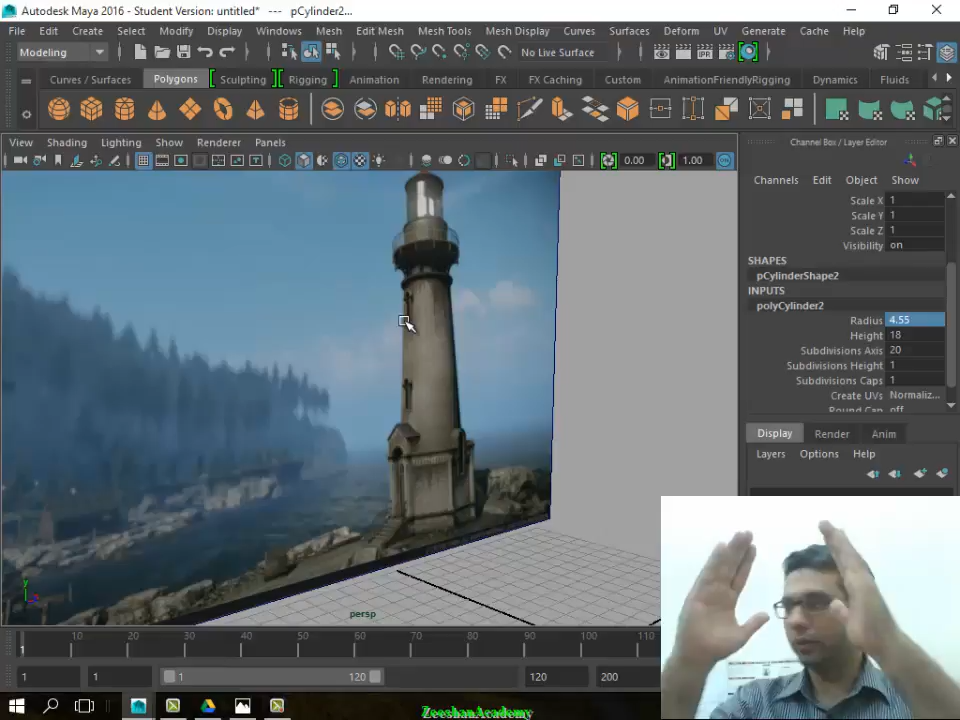 Autodesk Maya 2016 - Student Version: untitled*   ---   pCylinder2...
File Edit Create Select Modify Display Windows Mesh Edit Mesh Mesh Tools Mesh Display Curves Surfaces Deform UV Generate Cache
Modeling No Live Surface
Curves / Surfaces Polygons Sculpting Rigging Animation Rendering FX FX Caching Custom AnimationFriendlyRigging Dynamics Fluids
View Shading Lighting Show Renderer Panels
0.00 1.00
Channel Box / Layer Editor
Channels Edit Object Show
Scale X 1
Scale Y 1
Scale Z 1
Visibility on
SHAPES
pCylinderShape2
INPUTS
polyCylinder2
Radius 4.55
Height 18
Subdivisions Axis 20
Subdivisions Height 1
Subdivisions Caps 1
Create UVs Normaliz...
Round Cap off
Display Render Anim
Layers Options Help
y
persp
1 10 20 30 40 50 60 70 80 90 100 110
1 1 1 120 120 200
ZeeshanAcademy